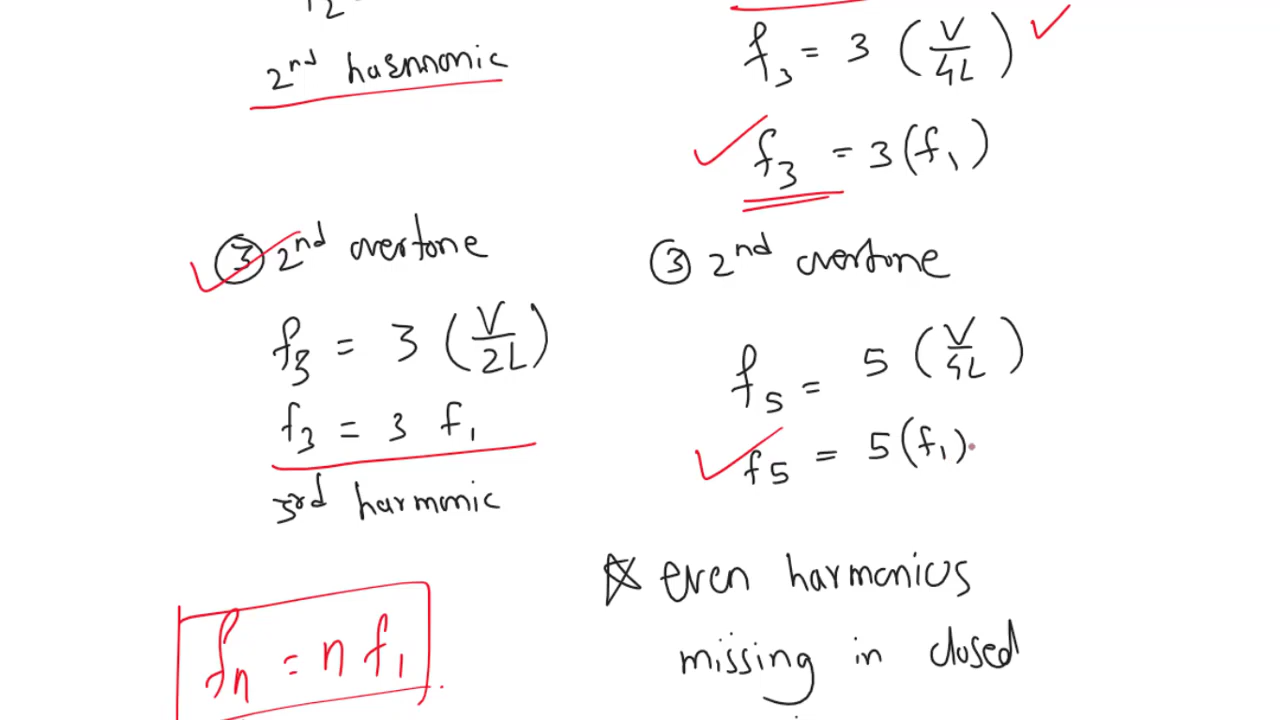 2nd harmonic
③ 2nd overtone
f3 = 3 (V/2L)
f3 = 3 f1
3rd harmonic
fn = n f1
f3 = 3 (V/4L)
f3 = 3(f1)
③ 2nd overtone
f5 = 5 (V/4L)
f5 = 5(f1)
☆ even harmonics
missing in closed